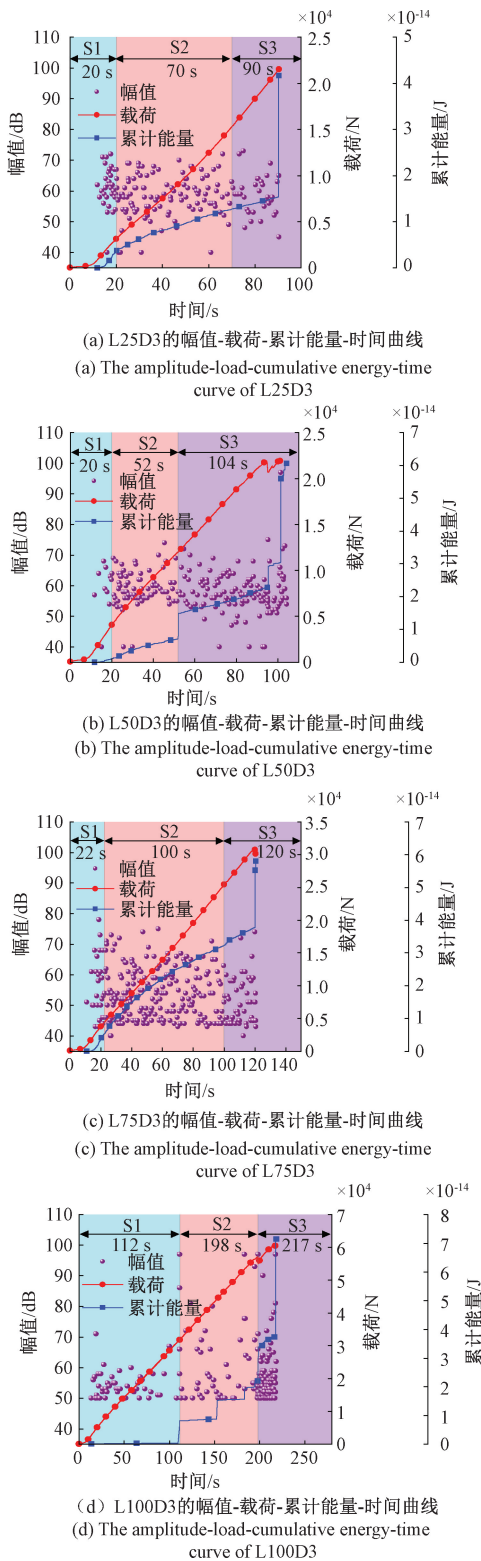 ×10⁴ ×10⁻¹⁴
110 2.5 5
S1 S2 S3
20 s 70 s 90 s
100 2.0 4
90
80 1.5 3
70
60 1.0 2
50 0.5 1
40 0 0
幅值
载荷
累计能量
幅值/dB
载荷/N
累计能量/J
0 20 40 60 80 100
时间/s
(a) L25D3的幅值-载荷-累计能量-时间曲线
(a) The amplitude-load-cumulative energy-time
curve of L25D3
×10⁴ ×10⁻¹⁴
110 2.5 7
S1 S2 S3
20 s 52 s 104 s
100 2.0 6
90 5
80 1.5 4
70 3
60 1.0 2
50 0.5 1
40 0 0
幅值
载荷
累计能量
幅值/dB
载荷/N
累计能量/J
0 20 40 60 80 100
时间/s
(b) L50D3的幅值-载荷-累计能量-时间曲线
(b) The amplitude-load-cumulative energy-time
curve of L50D3
×10⁴ ×10⁻¹⁴
110 3.5 7
S1 S2 S3
22 s 100 s 120 s
100 3.0 6
90 2.5 5
80 2.0 4
70 1.5 3
60 1.0 2
50 0.5 1
40 0 0
幅值
载荷
累计能量
幅值/dB
载荷/N
累计能量/J
0 20 40 60 80 100 120 140
时间/s
(c) L75D3的幅值-载荷-累计能量-时间曲线
(c) The amplitude-load-cumulative energy-time
curve of L75D3
×10⁴ ×10⁻¹⁴
110 7 8
S1 S2 S3
112 s 198 s 217 s
100 6 7
90 5 6
80 4 5
70 3 4
60 2 3
50 1 2
40 0 1
0
幅值
载荷
累计能量
幅值/dB
载荷/N
累计能量/J
0 50 100 150 200 250
时间/s
（d）L100D3的幅值-载荷-累计能量-时间曲线
(d) The amplitude-load-cumulative energy-time
curve of L100D3